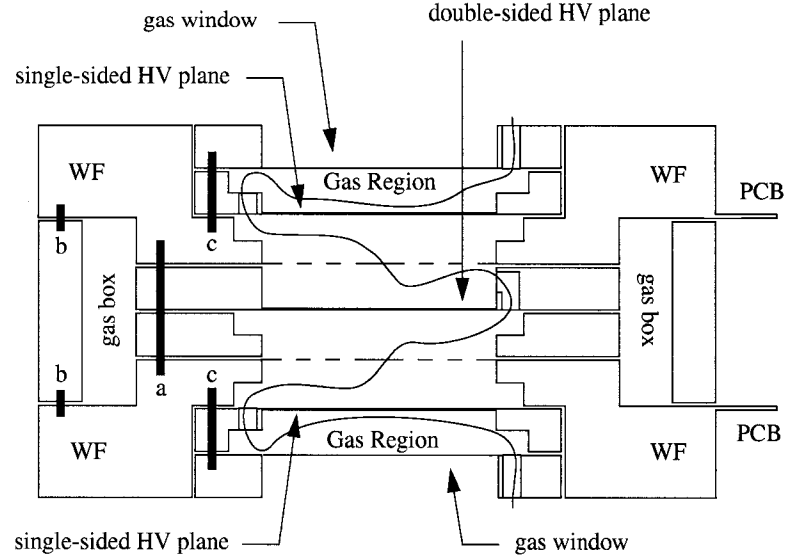 double-sided HV plane
gas window
single-sided HV plane
WF
Gas Region
WF
PCB
b
c
gas box
gas box
b
a
c
WF
Gas Region
WF
PCB
single-sided HV plane
gas window